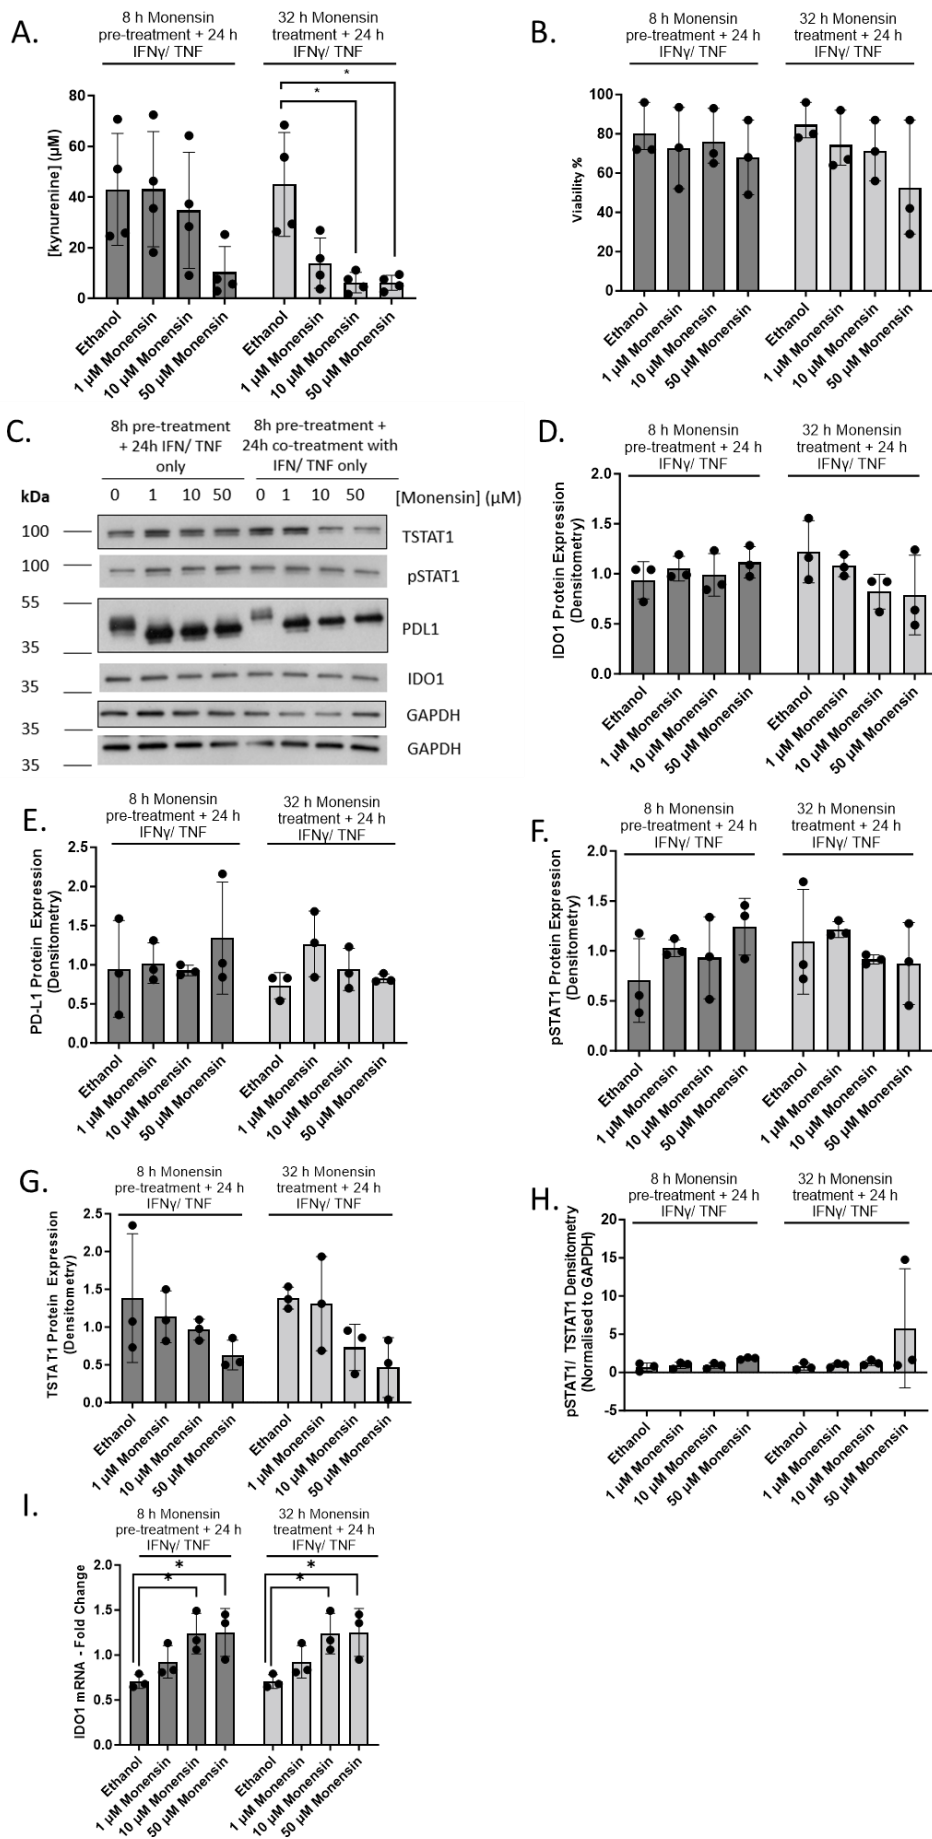 A.
8 h Monensin
pre-treatment + 24 h
IFNγ/ TNF
32 h Monensin
treatment + 24 h
IFNγ/ TNF
*
*
[kynurenine] (µM)
80
60
40
20
0
Ethanol
1 µM Monensin
10 µM Monensin
50 µM Monensin
Ethanol
1 µM Monensin
10 µM Monensin
50 µM Monensin
B.
8 h Monensin
pre-treatment + 24 h
IFNγ/ TNF
32 h Monensin
treatment + 24 h
IFNγ/ TNF
Viability %
100
80
60
40
20
0
Ethanol
1 µM Monensin
10 µM Monensin
50 µM Monensin
Ethanol
1 µM Monensin
10 µM Monensin
50 µM Monensin
C.
8h pre-treatment
+ 24h IFN/ TNF
only
8h pre-treatment +
24h co-treatment with
IFN/ TNF only
kDa
0 1 10 50 0 1 10 50 [Monensin] (µM)
100 TSTAT1
100 pSTAT1
55
35 PDL1
35 IDO1
35 GAPDH
35 GAPDH
D.
8 h Monensin
pre-treatment + 24 h
IFNγ/ TNF
32 h Monensin
treatment + 24 h
IFNγ/ TNF
IDO1 Protein Expression
(Densitometry)
2.0
1.5
1.0
0.5
0.0
Ethanol
1 µM Monensin
10 µM Monensin
50 µM Monensin
Ethanol
1 µM Monensin
10 µM Monensin
50 µM Monensin
E.
8 h Monensin
pre-treatment + 24 h
IFNγ/ TNF
32 h Monensin
treatment + 24 h
IFNγ/ TNF
PD-L1 Protein Expression
(Densitometry)
2.5
2.0
1.5
1.0
0.5
0.0
Ethanol
1 µM Monensin
10 µM Monensin
50 µM Monensin
Ethanol
1 µM Monensin
10 µM Monensin
50 µM Monensin
F.
8 h Monensin
pre-treatment + 24 h
IFNγ/ TNF
32 h Monensin
treatment + 24 h
IFNγ/ TNF
pSTAT1 Protein Expression
(Densitometry)
2.0
1.5
1.0
0.5
0.0
Ethanol
1 µM Monensin
10 µM Monensin
50 µM Monensin
Ethanol
1 µM Monensin
10 µM Monensin
50 µM Monensin
G.
8 h Monensin
pre-treatment + 24 h
IFNγ/ TNF
32 h Monensin
treatment + 24 h
IFNγ/ TNF
TSTAT1 Protein Expression
(Densitometry)
2.5
2.0
1.5
1.0
0.5
0.0
Ethanol
1 µM Monensin
10 µM Monensin
50 µM Monensin
Ethanol
1 µM Monensin
10 µM Monensin
50 µM Monensin
H.
8 h Monensin
pre-treatment + 24 h
IFNγ/ TNF
32 h Monensin
treatment + 24 h
IFNγ/ TNF
pSTAT1/ TSTAT1 Densitometry
(Normalised to GAPDH)
20
15
10
5
0
-5
Ethanol
1 µM Monensin
10 µM Monensin
50 µM Monensin
Ethanol
1 µM Monensin
10 µM Monensin
50 µM Monensin
I.
8 h Monensin
pre-treatment + 24 h
IFNγ/ TNF
32 h Monensin
treatment + 24 h
IFNγ/ TNF
*
*
*
*
IDO1 mRNA - Fold Change
2.0
1.5
1.0
0.5
0.0
Ethanol
1 µM Monensin
10 µM Monensin
50 µM Monensin
Ethanol
1 µM Monensin
10 µM Monensin
50 µM Monensin